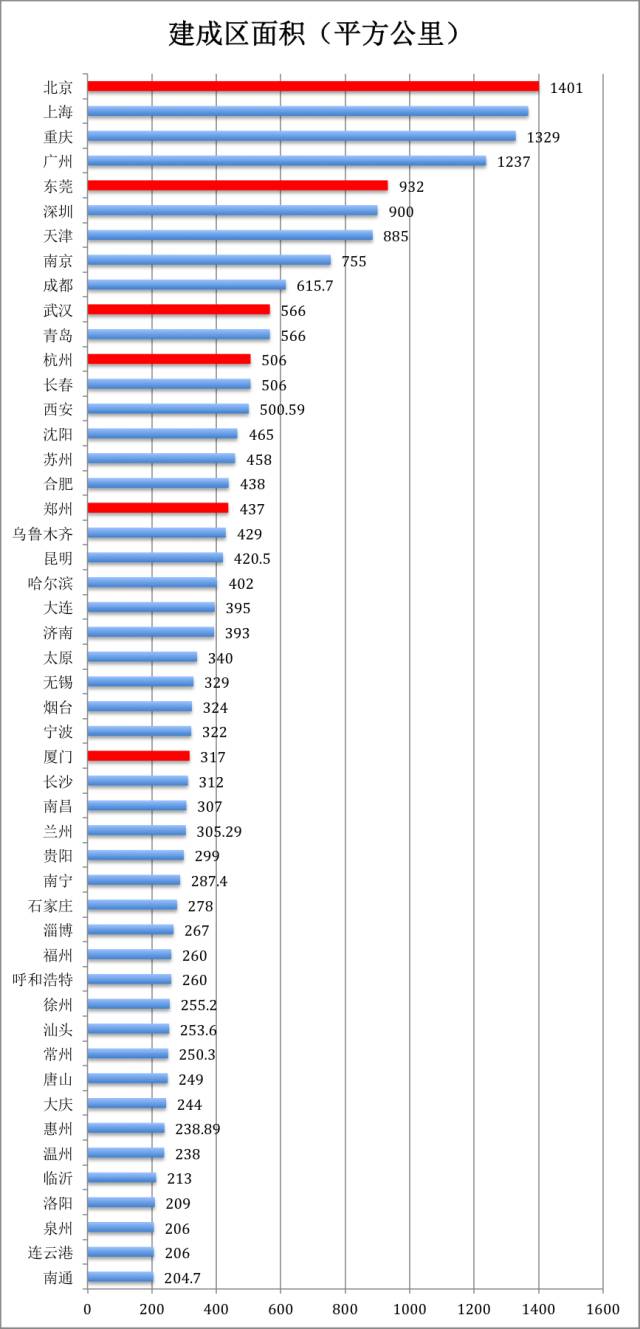 建成区面积（平方公里）
北京 1401
上海
重庆 1329
广州 1237
东莞 932
深圳 900
天津 885
南京 755
成都 615.7
武汉 566
青岛 566
杭州 506
长春 506
西安 500.59
沈阳 465
苏州 458
合肥 438
郑州 437
乌鲁木齐 429
昆明 420.5
哈尔滨 402
大连 395
济南 393
太原 340
无锡 329
烟台 324
宁波 322
厦门 317
长沙 312
南昌 307
兰州 305.29
贵阳 299
南宁 287.4
石家庄 278
淄博 267
福州 260
呼和浩特 260
徐州 255.2
汕头 253.6
常州 250.3
唐山 249
大庆 244
惠州 238.89
温州 238
临沂 213
洛阳 209
泉州 206
连云港 206
南通 204.7
0 200 400 600 800 1000 1200 1400 1600